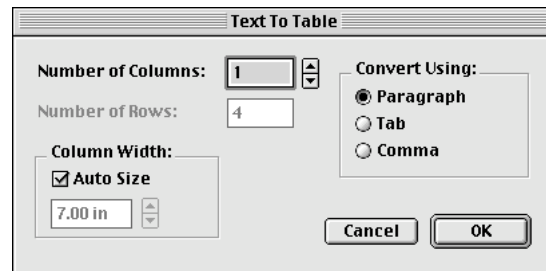 Text To Table
Number of Columns: 1
Number of Rows: 4
Column Width:
Auto Size
7.00 in
Convert Using:
Paragraph
Tab
Comma
Cancel OK